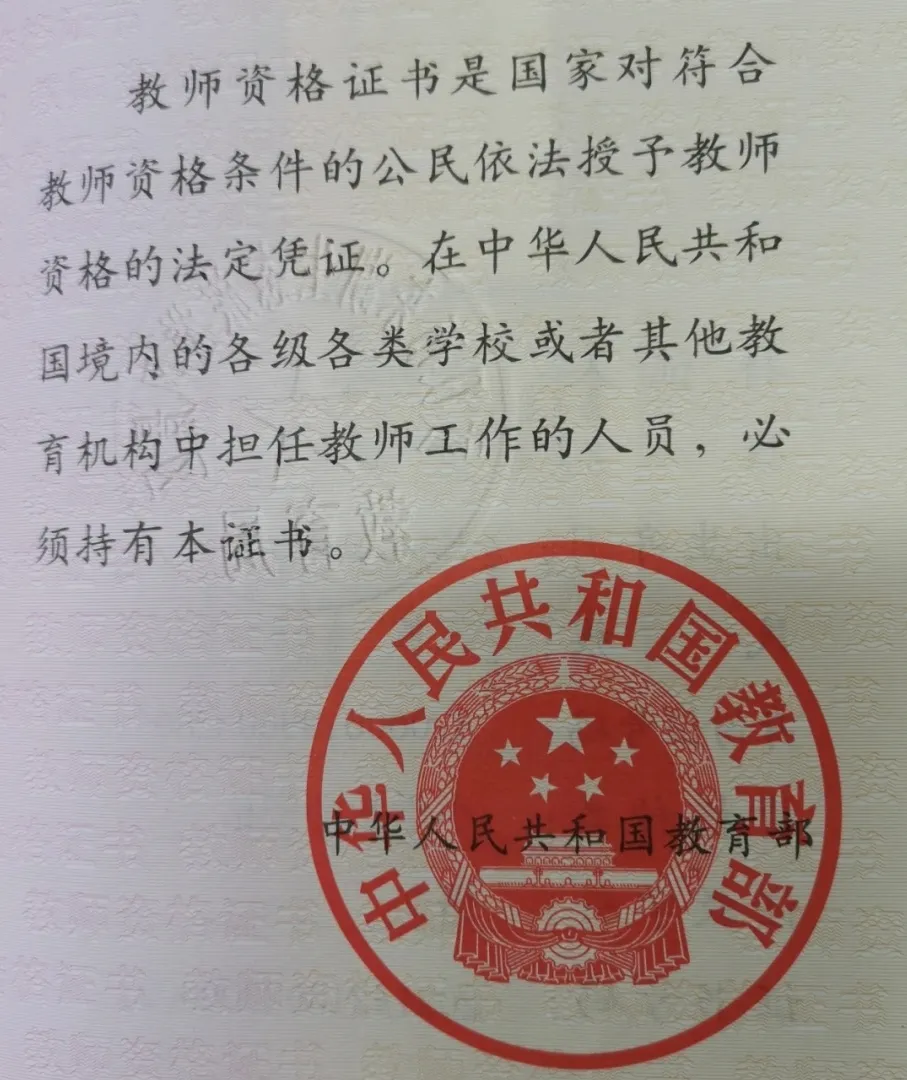 教师资格证书是国家对符合
教师资格条件的公民依法授予教师
资格的法定凭证。在中华人民共和
国境内的各级各类学校或者其他教
育机构中担任教师工作的人员，必
须持有本证书。
中华人民共和国教育部
中华人民共和国教育部